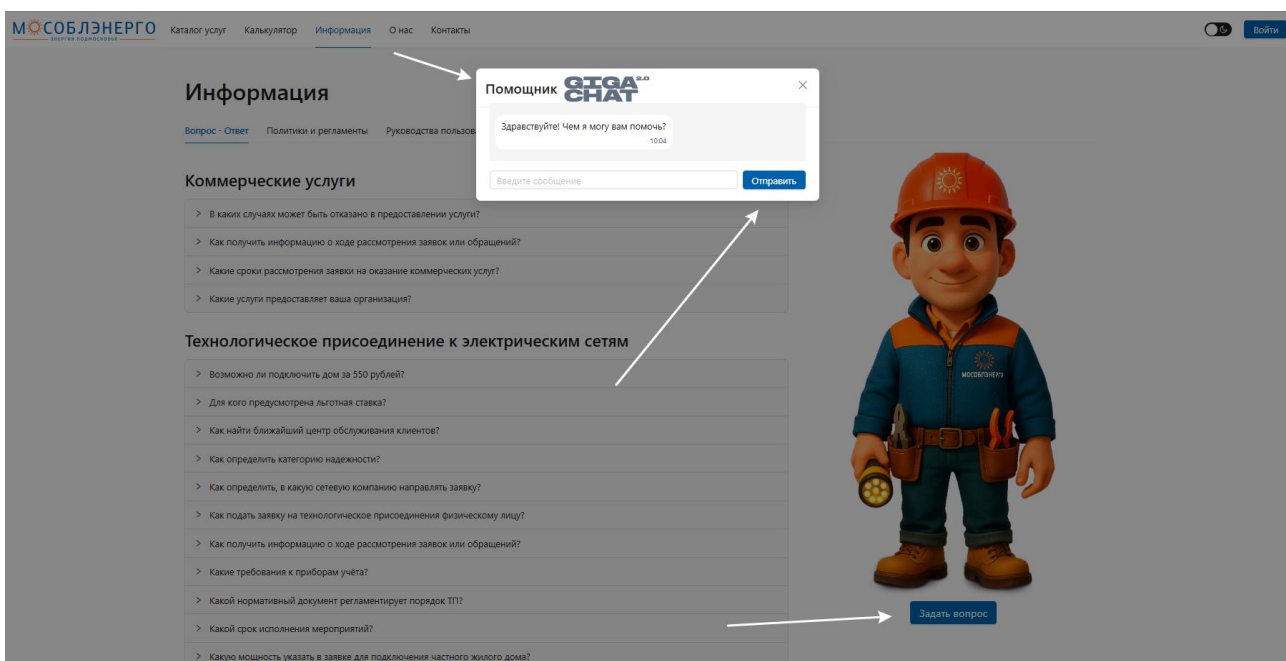 МОСОБЛЭНЕРГО
ЭНЕРГИЯ ПОДМОСКОВЬЯ
Каталог услуг Калькулятор Информация О нас Контакты
Войти
Информация
Вопрос - Ответ Политики и регламенты Руководства пользов
Помощник GIGA CHAT 2.0
Здравствуйте! Чем я могу вам помочь?
10:04
Введите сообщение
Отправить
Коммерческие услуги
В каких случаях может быть отказано в предоставлении услуги?
Как получить информацию о ходе рассмотрения заявок или обращений?
Какие сроки рассмотрения заявки на оказание коммерческих услуг?
Какие услуги предоставляет ваша организация?
Технологическое присоединение к электрическим сетям
Возможно ли подключить дом за 550 рублей?
Для кого предусмотрена льготная ставка?
Как найти ближайший центр обслуживания клиентов?
Как определить категорию надежности?
Как определить, в какую сетевую компанию направлять заявку?
Как подать заявку на технологическое присоединения физическому лицу?
Как получить информацию о ходе рассмотрения заявок или обращений?
Какие требования к приборам учёта?
Какой нормативный документ регламентирует порядок ТП?
Какой срок исполнения мероприятий?
Какую мощность указать в заявке для подключения частного жилого дома?
Задать вопрос